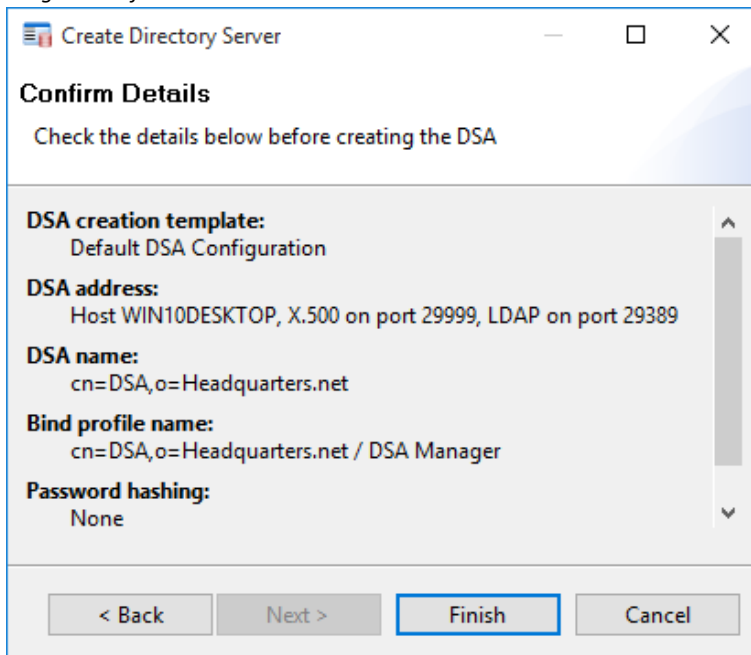 Create Directory Server
Confirm Details
Check the details below before creating the DSA
DSA creation template:
Default DSA Configuration
DSA address:
Host WIN10DESKTOP, X.500 on port 29999, LDAP on port 29389
DSA name:
cn=DSA,o=Headquarters.net
Bind profile name:
cn=DSA,o=Headquarters.net / DSA Manager
Password hashing:
None
< Back Next > Finish Cancel